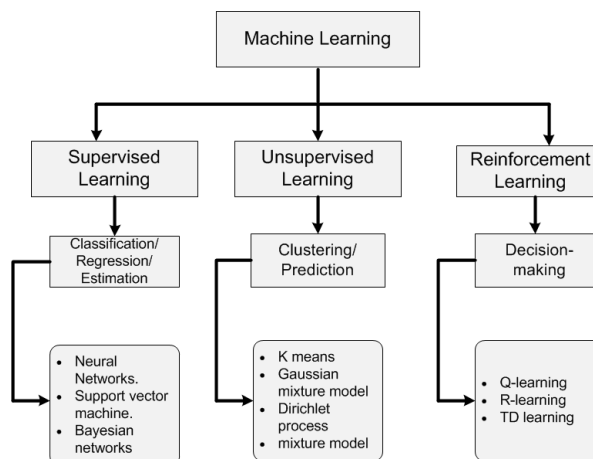 Machine Learning
Supervised
Learning
Unsupervised
Learning
Reinforcement
Learning
Classification/
Regression/
Estimation
Clustering/
Prediction
Decision-
making
• Neural
Networks.
• Support vector
machine.
• Bayesian
networks
• K means
• Gaussian
mixture model
• Dirichlet
process
• mixture model
• Q-learning
• R-learning
• TD learning